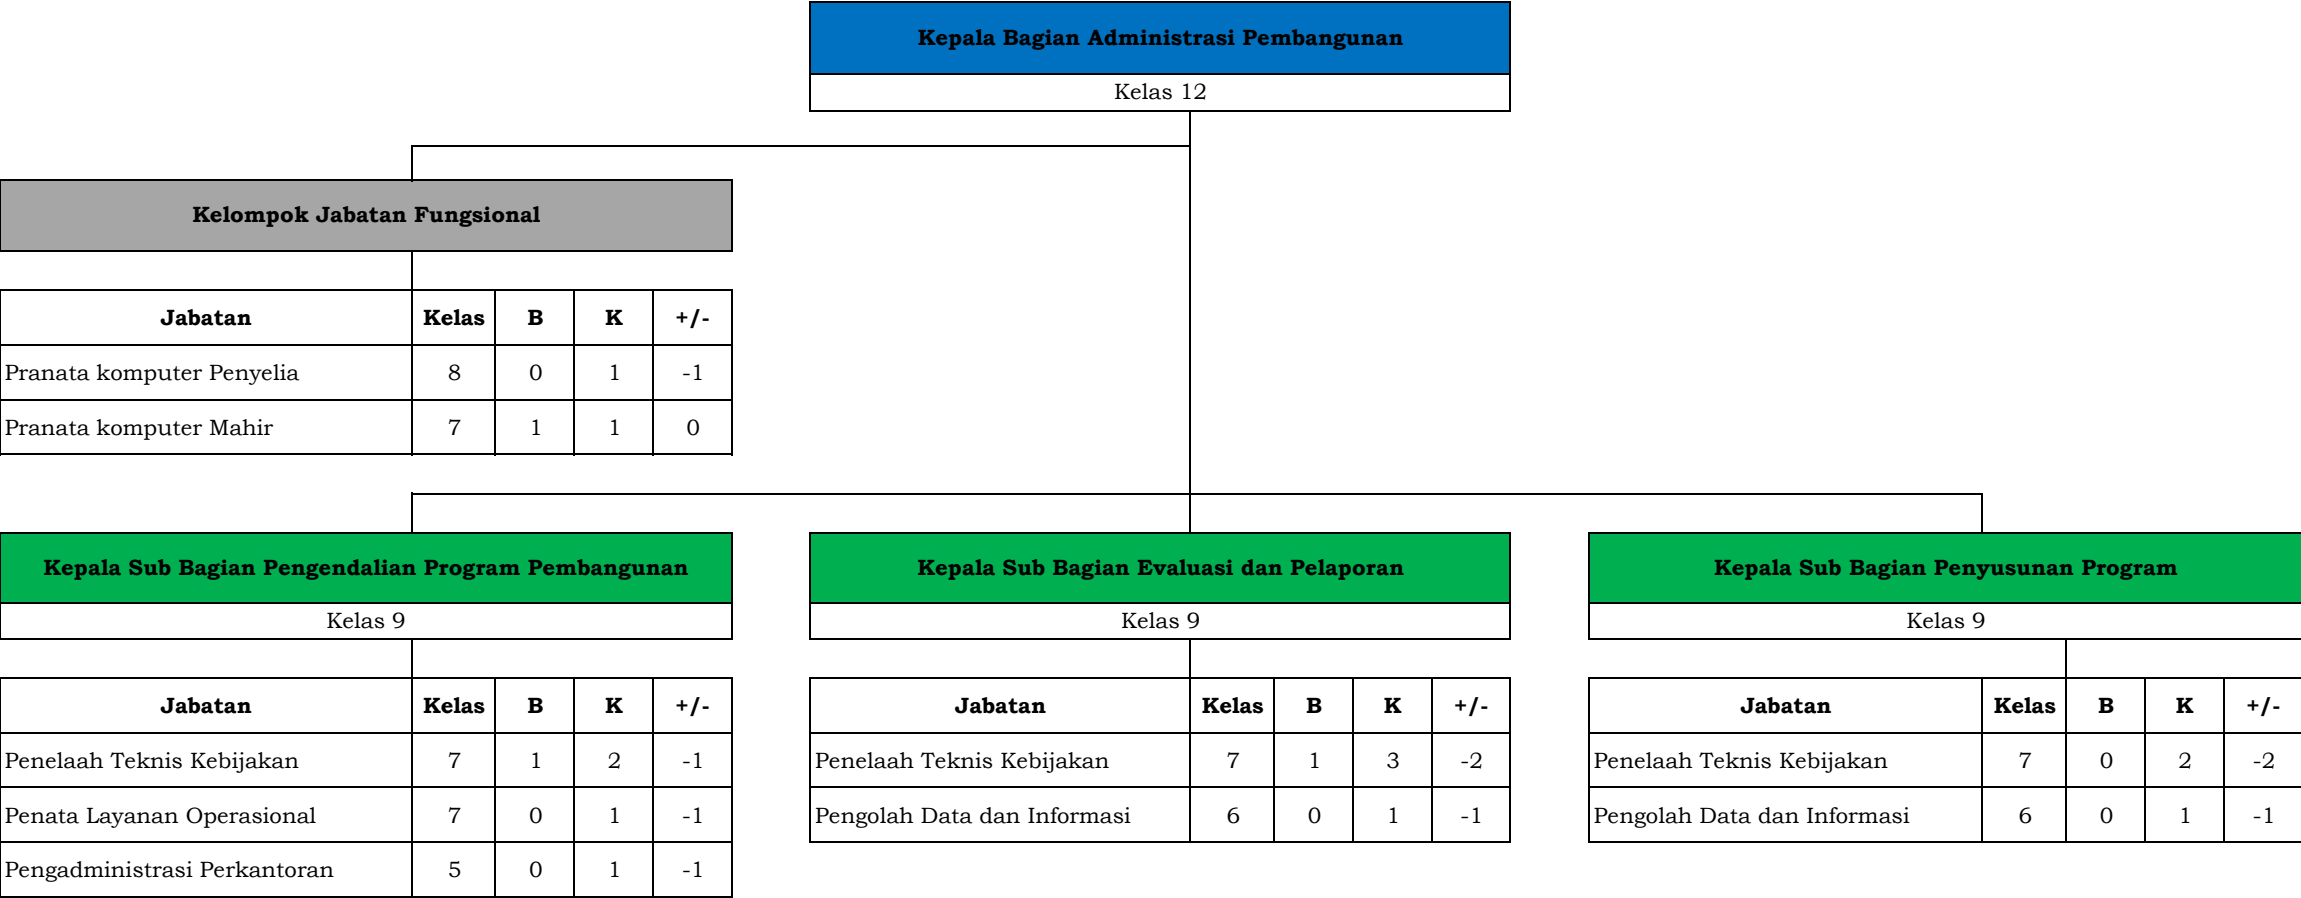 Kepala Bagian Administrasi Pembangunan
Kelas 12
Kelompok Jabatan Fungsional
Jabatan Kelas B K +/-
Pranata komputer Penyelia 8 0 1 -1
Pranata komputer Mahir 7 1 1 0
Kepala Sub Bagian Pengendalian Program Pembangunan
Kelas 9
Jabatan Kelas B K +/-
Penelaah Teknis Kebijakan 7 1 2 -1
Penata Layanan Operasional 7 0 1 -1
Pengadministrasi Perkantoran 5 0 1 -1
Kepala Sub Bagian Evaluasi dan Pelaporan
Kelas 9
Jabatan Kelas B K +/-
Penelaah Teknis Kebijakan 7 1 3 -2
Pengolah Data dan Informasi 6 0 1 -1
Kepala Sub Bagian Penyusunan Program
Kelas 9
Jabatan Kelas B K +/-
Penelaah Teknis Kebijakan 7 0 2 -2
Pengolah Data dan Informasi 6 0 1 -1